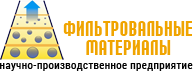 ФИЛЬТРОВАЛЬНЫЕ
МАТЕРИАЛЫ
научно-производственное предприятие